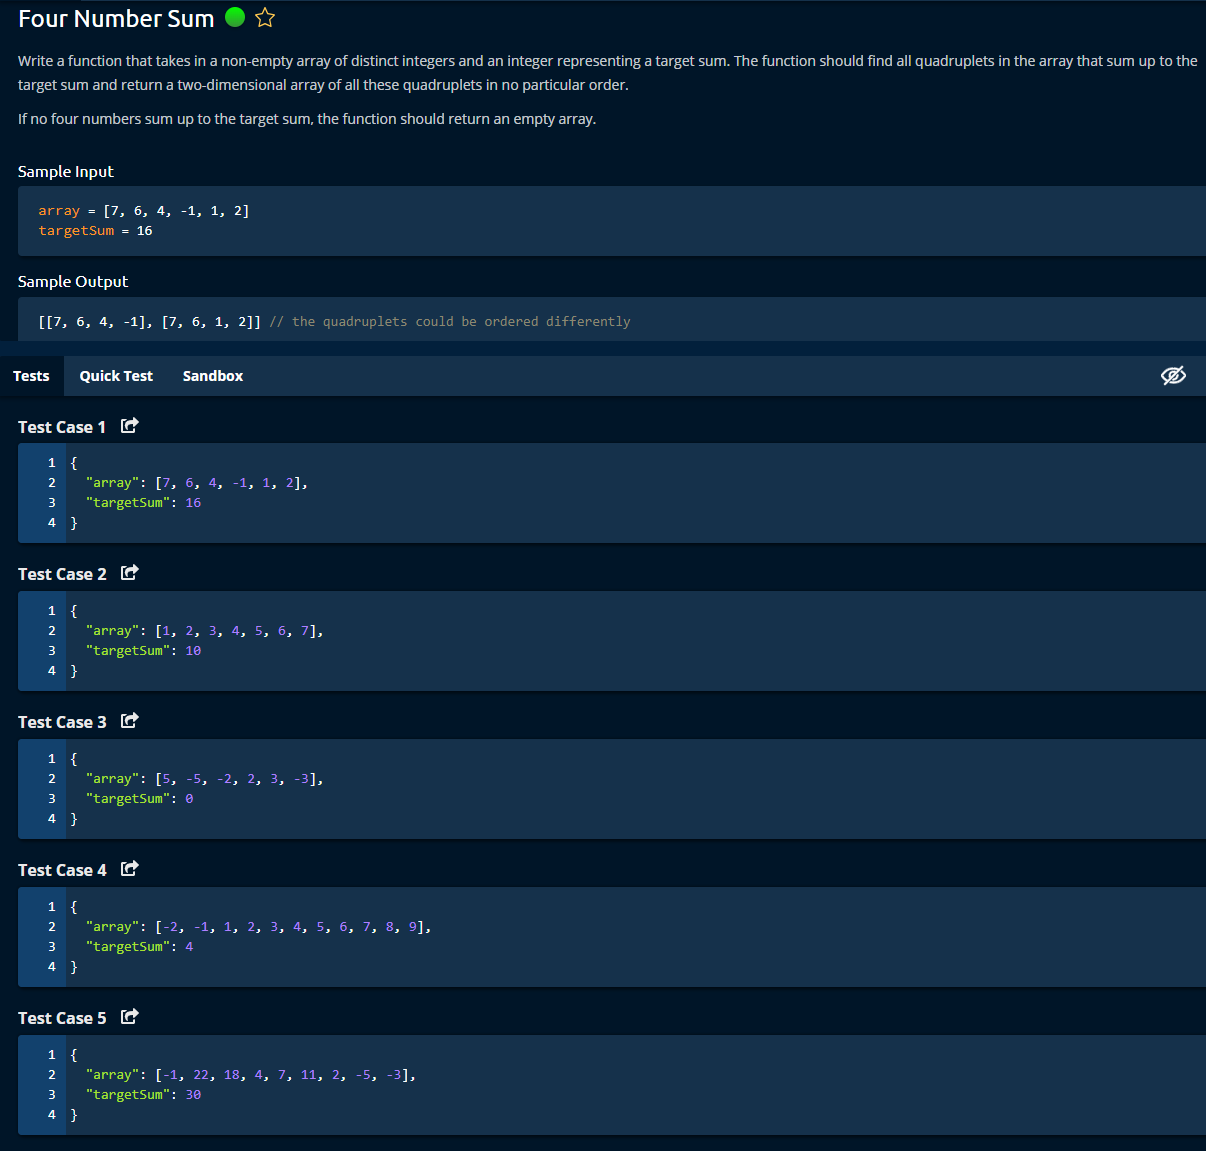 Four Number Sum
Write a function that takes in a non-empty array of distinct integers and an integer representing a target sum. The function should find all quadruplets in the array that sum up to the
target sum and return a two-dimensional array of all these quadruplets in no particular order.
If no four numbers sum up to the target sum, the function should return an empty array.
Sample Input
array = [7, 6, 4, -1, 1, 2]
targetSum = 16
Sample Output
[[7, 6, 4, -1], [7, 6, 1, 2]] // the quadruplets could be ordered differently
Tests Quick Test Sandbox
Test Case 1
1 {
2 "array": [7, 6, 4, -1, 1, 2],
3 "targetSum": 16
4 }
Test Case 2
1 {
2 "array": [1, 2, 3, 4, 5, 6, 7],
3 "targetSum": 10
4 }
Test Case 3
1 {
2 "array": [5, -5, -2, 2, 3, -3],
3 "targetSum": 0
4 }
Test Case 4
1 {
2 "array": [-2, -1, 1, 2, 3, 4, 5, 6, 7, 8, 9],
3 "targetSum": 4
4 }
Test Case 5
1 {
2 "array": [-1, 22, 18, 4, 7, 11, 2, -5, -3],
3 "targetSum": 30
4 }